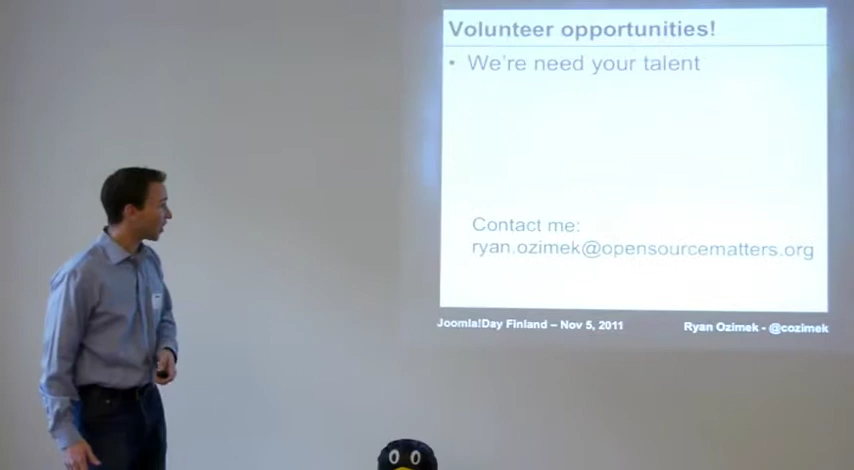 Volunteer opportunities!
• We're need your talent
Contact me:
ryan.ozimek@opensourcematters.org
Joomla!Day Finland – Nov 5, 2011
Ryan Ozimek - @cozimek